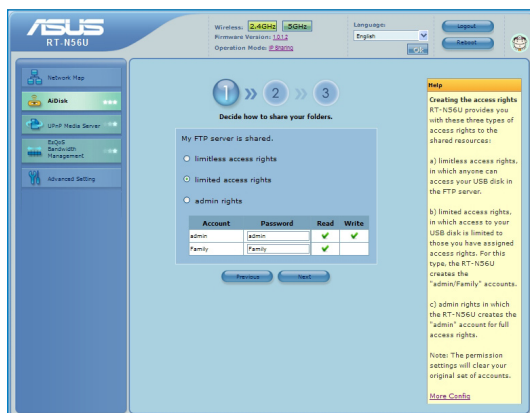 ASUS
RT-N56U
Wireless: 2.4GHz 5GHz
Firmware Version: 1.0.1.2
Operation Mode: IP Sharing
Language:
English
Logout
Reboot
Network Map
AiDisk
UPnP Media Server
EzQoS
Bandwidth
Management
Advanced Setting
1 » 2 » 3
Decide how to share your folders.
My FTP server is shared.
limitless access rights
limited access rights
admin rights
Account Password Read Write
admin admin
Family Family
Previous Next
Help
Creating the access rights
RT-N56U provides you
with these three types of
access rights to the
shared resources:
a) limitless access rights,
in which anyone can
access your USB disk in
the FTP server.
b) limited access rights,
in which access to your
USB disk is limited to
those you have assigned
access rights. For this
type, the RT-N56U
creates the
"admin/Family" accounts.
c) admin rights in which
the RT-N56U creates the
"admin" account for full
access rights.
Note: The permission
settings will clear your
original set of accounts.
More Config